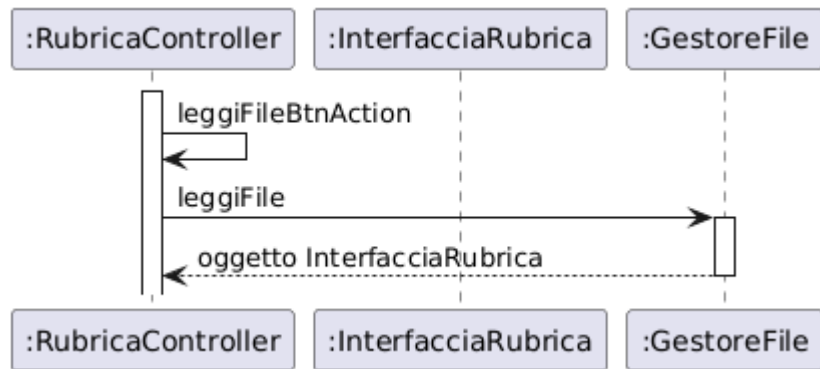 :RubricaController :InterfacciaRubrica :GestoreFile
leggiFileBtnAction
leggiFile
oggetto InterfacciaRubrica
:RubricaController :InterfacciaRubrica :GestoreFile